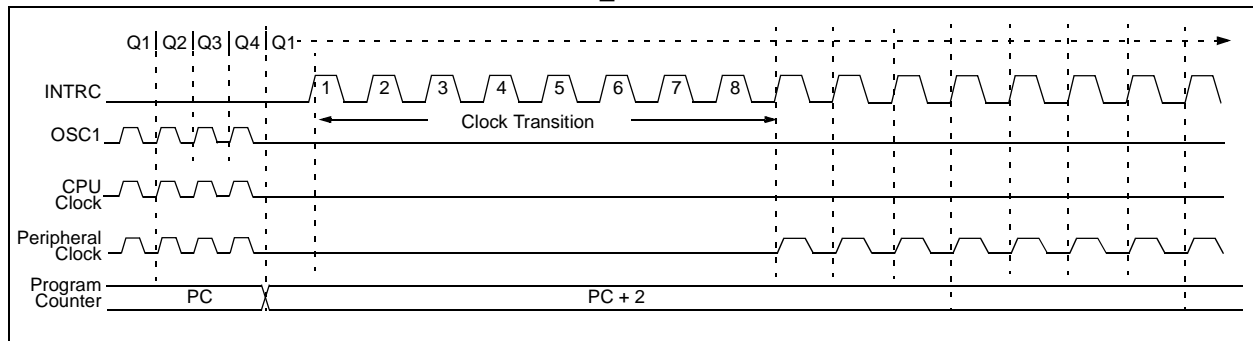 Q1 Q2 Q3 Q4 Q1
INTRC
1 2 3 4 5 6 7 8
Clock Transition
OSC1
CPU
Clock
Peripheral
Clock
Program
Counter
PC
PC + 2